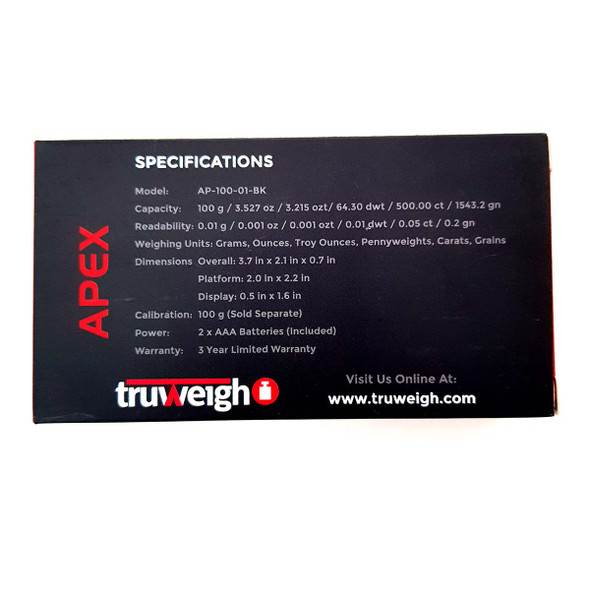 APEX
SPECIFICATIONS
Model: AP-100-01-BK
Capacity: 100 g / 3.527 oz / 3.215 ozt/ 64.30 dwt / 500.00 ct / 1543.2 gn
Readability: 0.01 g / 0.001 oz / 0.001 ozt / 0.01 dwt / 0.05 ct / 0.2 gn
Weighing Units: Grams, Ounces, Troy Ounces, Pennyweights, Carats, Grains
Dimensions Overall: 3.7 in x 2.1 in x 0.7 in
Platform: 2.0 in x 2.2 in
Display: 0.5 in x 1.6 in
Calibration: 100 g (Sold Separate)
Power: 2 x AAA Batteries (Included)
Warranty: 3 Year Limited Warranty
truweigh
Visit Us Online At:
www.truweigh.com